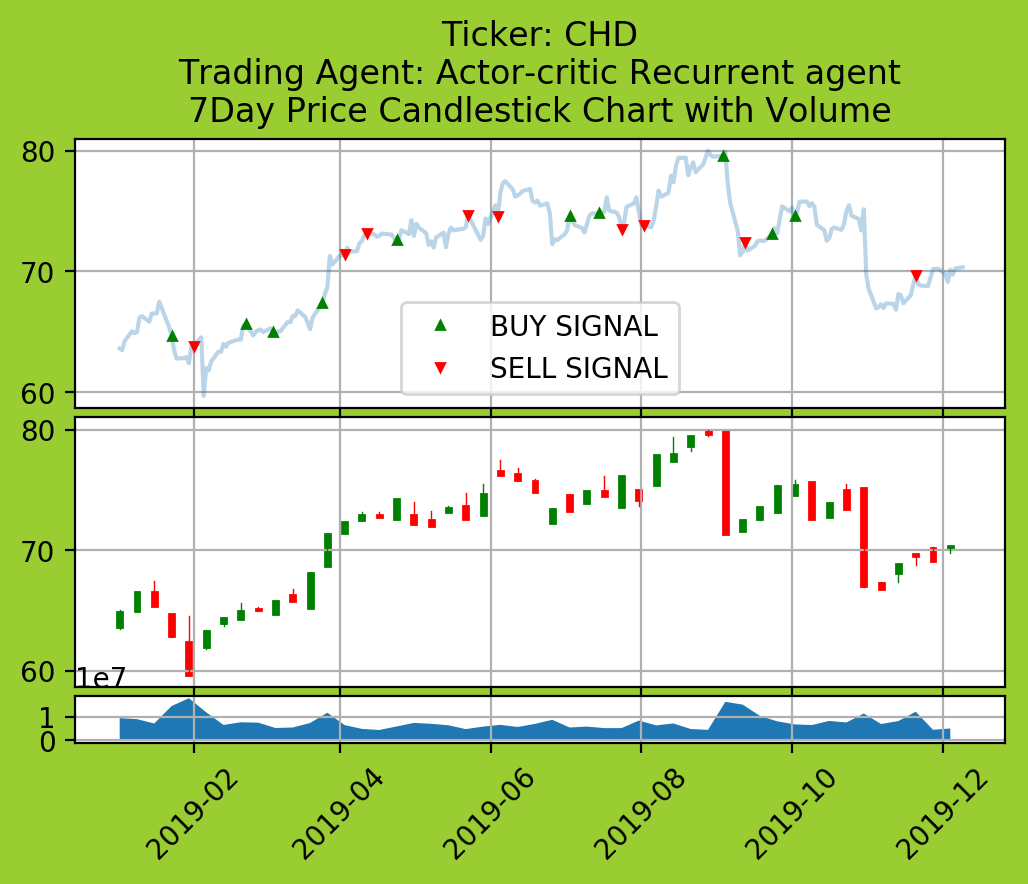 Ticker: CHD
Trading Agent: Actor-critic Recurrent agent
7Day Price Candlestick Chart with Volume
80
70
60
BUY SIGNAL
SELL SIGNAL
80
70
60
1e7
1
0
2019-02
2019-04
2019-06
2019-08
2019-10
2019-12